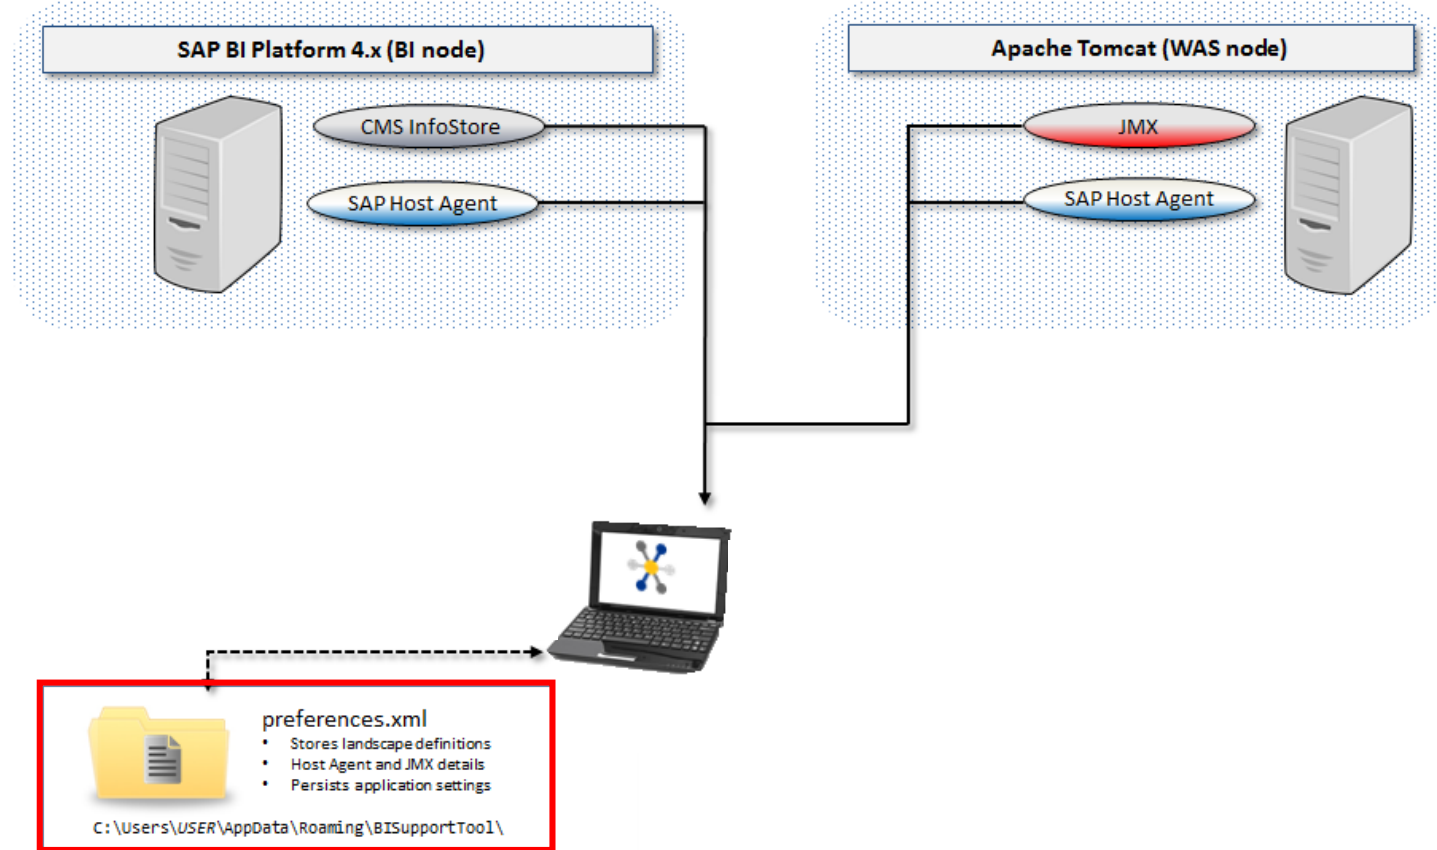 SAP BI Platform 4.x (BI node)
Apache Tomcat (WAS node)
CMS InfoStore
SAP Host Agent
JMX
SAP Host Agent
preferences.xml
• Stores landscape definitions
• Host Agent and JMX details
• Persists application settings
C:\Users\USER\AppData\Roaming\BISupportTool\